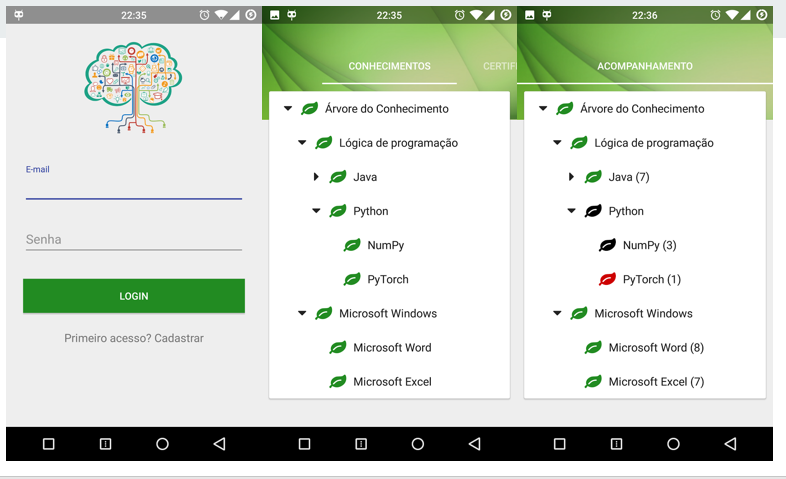 22:35
E-mail
Senha
LOGIN
Primeiro acesso? Cadastrar
22:35
CONHECIMENTOS
CERTIF
Árvore do Conhecimento
Lógica de programação
Java
Python
NumPy
PyTorch
Microsoft Windows
Microsoft Word
Microsoft Excel
22:36
ACOMPANHAMENTO
Árvore do Conhecimento
Lógica de programação
Java (7)
Python
NumPy (3)
PyTorch (1)
Microsoft Windows
Microsoft Word (8)
Microsoft Excel (7)